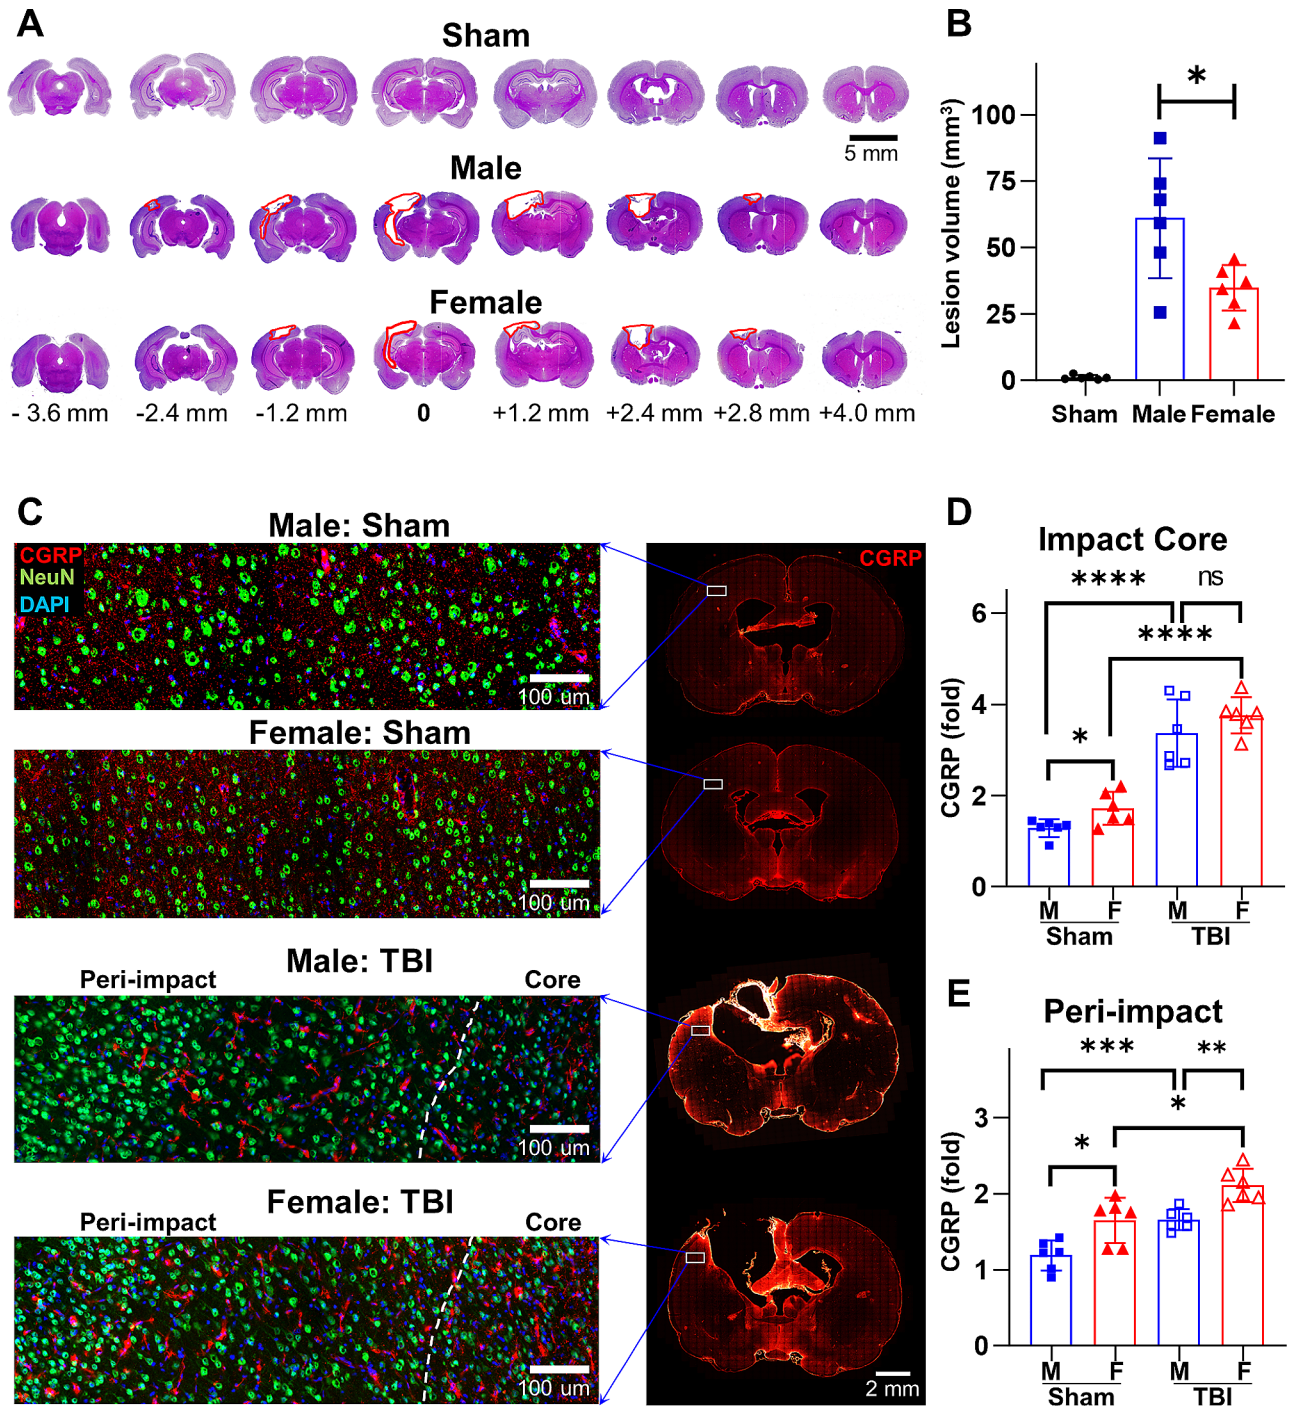 A
Sham
5 mm
Male
Female
- 3.6 mm -2.4 mm -1.2 mm 0 +1.2 mm +2.4 mm +2.8 mm +4.0 mm
B
*
Lesion volume (mm³)
100
75
50
25
0
Sham Male Female
C
Male: Sham
CGRP
NeuN
DAPI
100 um
Female: Sham
100 um
Male: TBI
Peri-impact Core
100 um
Female: TBI
Peri-impact Core
100 um
CGRP
2 mm
D
Impact Core
**** ns
****
*
CGRP (fold)
6
4
2
0
M F M F
Sham TBI
E
Peri-impact
*** **
*
*
CGRP (fold)
3
2
1
0
M F M F
Sham TBI